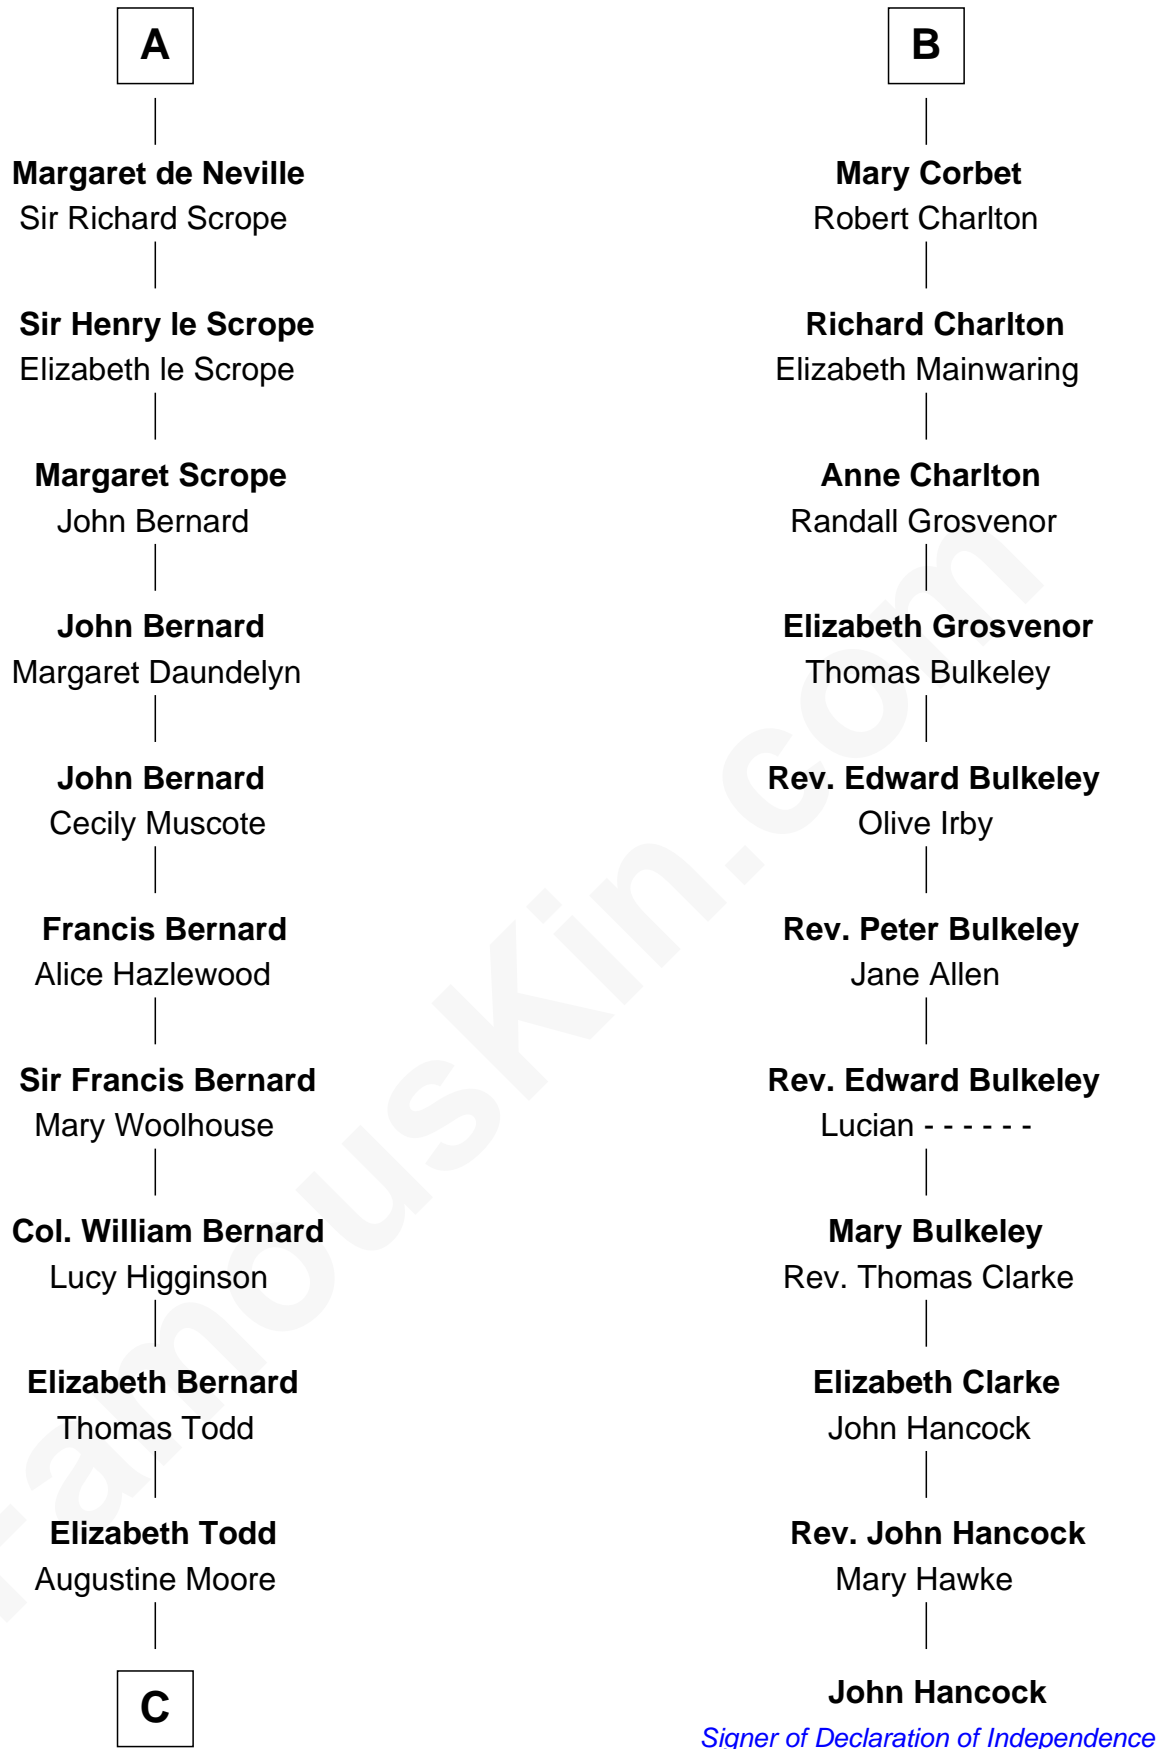 A
Margaret de Neville
Sir Richard Scrope
Sir Henry le Scrope
Elizabeth le Scrope
Margaret Scrope
John Bernard
John Bernard
Margaret Daundelyn
John Bernard
Cecily Muscote
Francis Bernard
Alice Hazlewood
Sir Francis Bernard
Mary Woolhouse
Col. William Bernard
Lucy Higginson
Elizabeth Bernard
Thomas Todd
Elizabeth Todd
Augustine Moore
C
B
Mary Corbet
Robert Charlton
Richard Charlton
Elizabeth Mainwaring
Anne Charlton
Randall Grosvenor
Elizabeth Grosvenor
Thomas Bulkeley
Rev. Edward Bulkeley
Olive Irby
Rev. Peter Bulkeley
Jane Allen
Rev. Edward Bulkeley
Lucian - - - - - -
Mary Bulkeley
Rev. Thomas Clarke
Elizabeth Clarke
John Hancock
Rev. John Hancock
Mary Hawke
John Hancock
Signer of Declaration of Independence
FamousKin.com